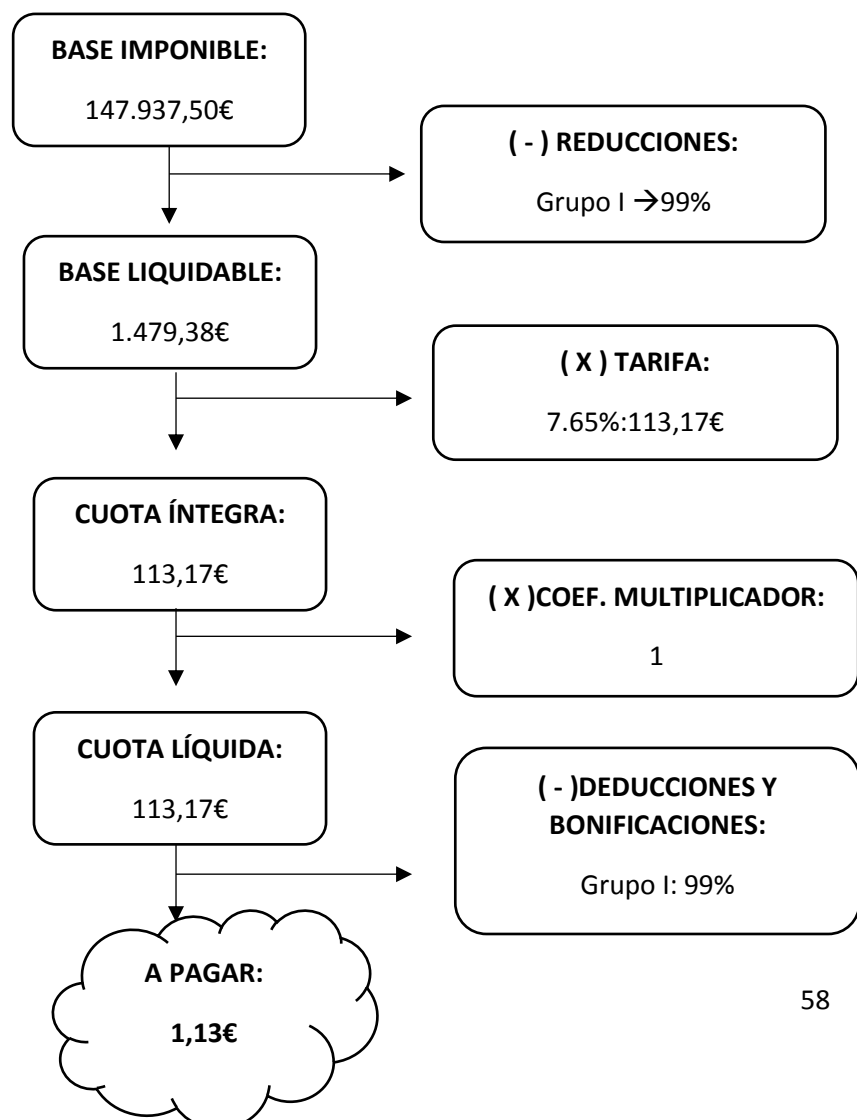 BASE IMPONIBLE:
147.937,50€
( - ) REDUCCIONES:
Grupo I →99%
BASE LIQUIDABLE:
1.479,38€
( X ) TARIFA:
7.65%:113,17€
CUOTA ÍNTEGRA:
113,17€
( X )COEF. MULTIPLICADOR:
1
CUOTA LÍQUIDA:
113,17€
( - )DEDUCCIONES Y
BONIFICACIONES:
Grupo I: 99%
A PAGAR:
1,13€
58